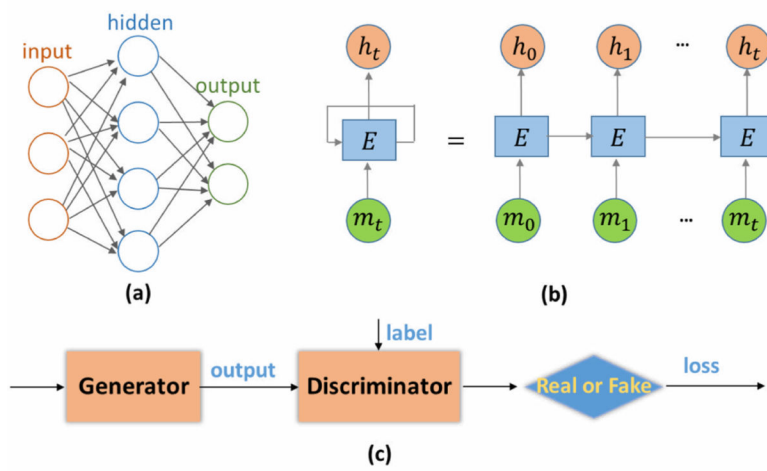 hidden
input
output
(a)
h_t h_0 h_1 ... h_t
E = E E E
m_t m_0 m_1 ... m_t
(b)
label
output
loss
Generator
Discriminator
Real or Fake
(c)